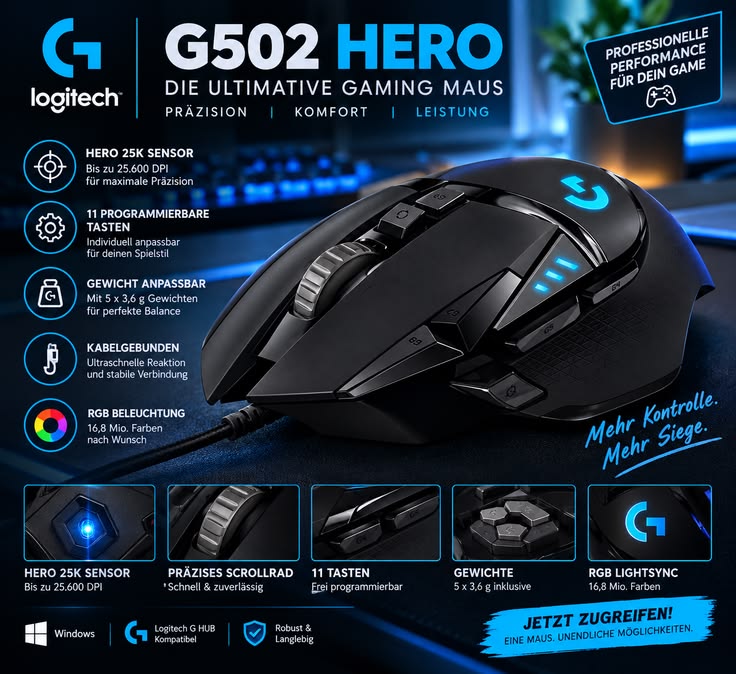 logitech
G502 HERO
DIE ULTIMATIVE GAMING MAUS
PRÄZISION | KOMFORT | LEISTUNG
PROFESSIONELLE
PERFORMANCE
FÜR DEIN GAME
HERO 25K SENSOR
Bis zu 25.600 DPI
für maximale Präzision
11 PROGRAMMIERBARE
TASTEN
Individuell anpassbar
für deinen Spielstil
GEWICHT ANPASSBAR
Mit 5 x 3,6 g Gewichten
für perfekte Balance
KABELGEBUNDEN
Ultraschnelle Reaktion
und stabile Verbindung
RGB BELEUCHTUNG
16,8 Mio. Farben
nach Wunsch
Mehr Kontrolle.
Mehr Siege.
HERO 25K SENSOR
Bis zu 25.600 DPI
PRÄZISES SCROLLRAD
Schnell & zuverlässig
11 TASTEN
Frei programmierbar
GEWICHTE
5 x 3,6 g inklusive
RGB LIGHTSYNC
16,8 Mio. Farben
Windows
Logitech G HUB
Kompatibel
Robust &
Langlebig
JETZT ZUGREIFEN!
EINE MAUS. UNENDLICHE MÖGLICHKEITEN.